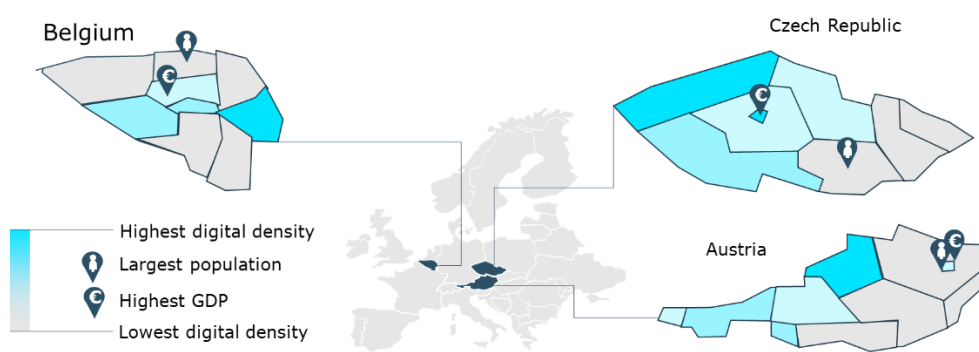 Belgium
€
Czech Republic
€
Highest digital density
Largest population
€
Highest GDP
Lowest digital density
Austria
€